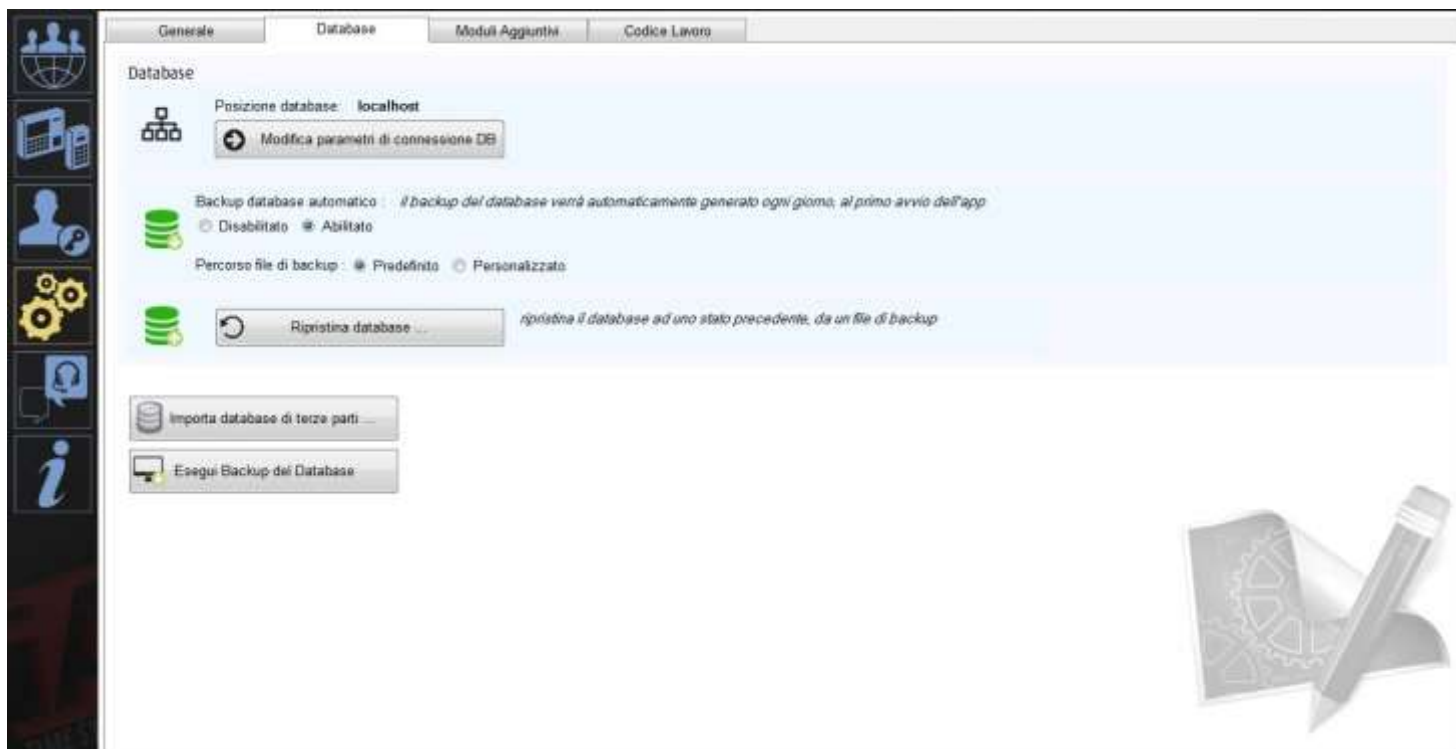 Generale Database Moduli Aggiuntivi Codice Lavoro
Database
Posizione database: localhost
Modifica parametri di connessione DB
Backup database automatico : il backup del database verrà automaticamente generato ogni giorno, al primo avvio dell'app
Disabilitato Abilitato
Percorso file di backup : Predefinito Personalizzato
Ripristina database ... ripristina il database ad uno stato precedente, da un file di backup
Importa database di terze parti ...
Esegui Backup del Database